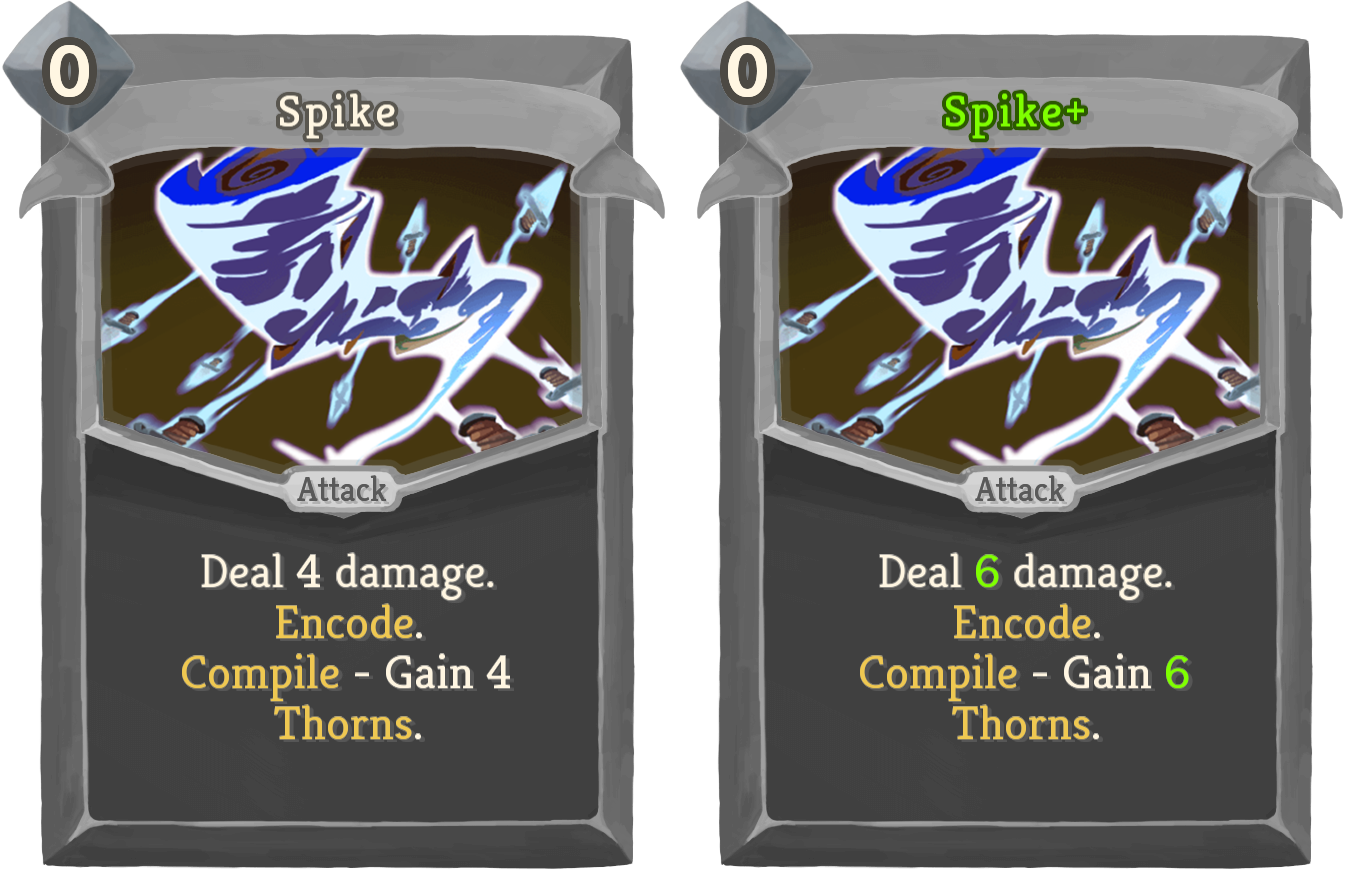 0
Spike
Attack
Deal 4 damage.
Encode.
Compile - Gain 4
Thorns.
0
Spike+
Attack
Deal 6 damage.
Encode.
Compile - Gain 6
Thorns.